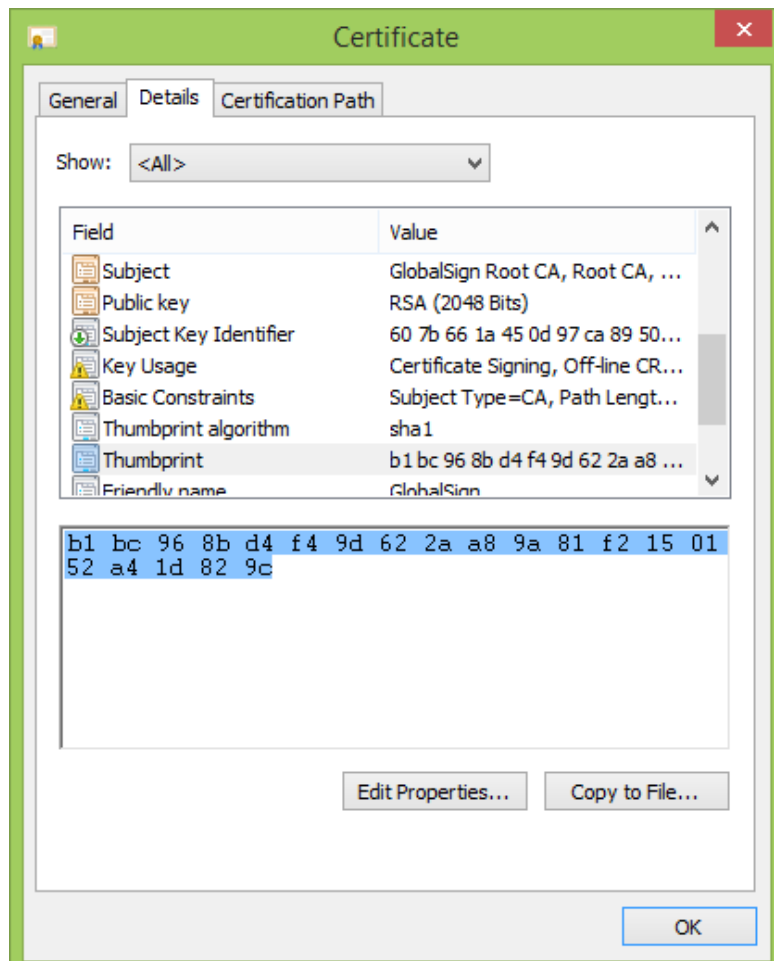 Certificate
General Details Certification Path
Show: <All>
Field Value
Subject GlobalSign Root CA, Root CA, ...
Public key RSA (2048 Bits)
Subject Key Identifier 60 7b 66 1a 45 0d 97 ca 89 50...
Key Usage Certificate Signing, Off-line CR...
Basic Constraints Subject Type=CA, Path Lengt...
Thumbprint algorithm sha1
Thumbprint b1 bc 96 8b d4 f4 9d 62 2a a8 ...
Friendly name GlobalSign
b1 bc 96 8b d4 f4 9d 62 2a a8 9a 81 f2 15 01
52 a4 1d 82 9c
Edit Properties... Copy to File...
OK